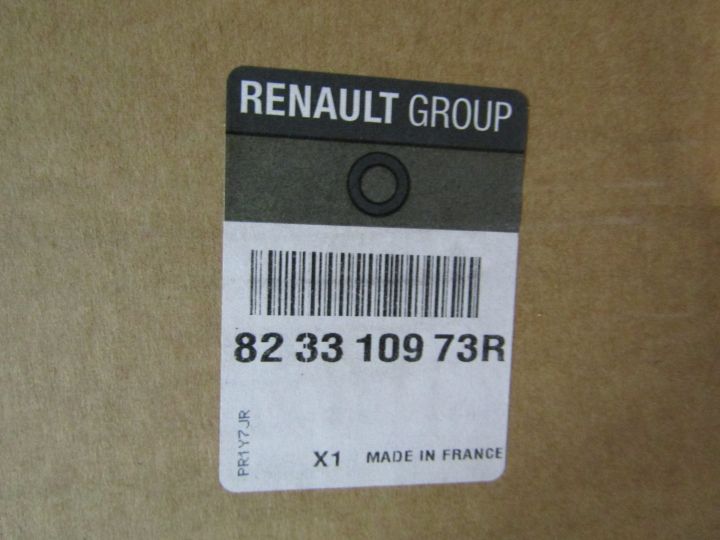 RENAULT GROUP
82 33 109 73R
PR1Y7JR
X1 MADE IN FRANCE